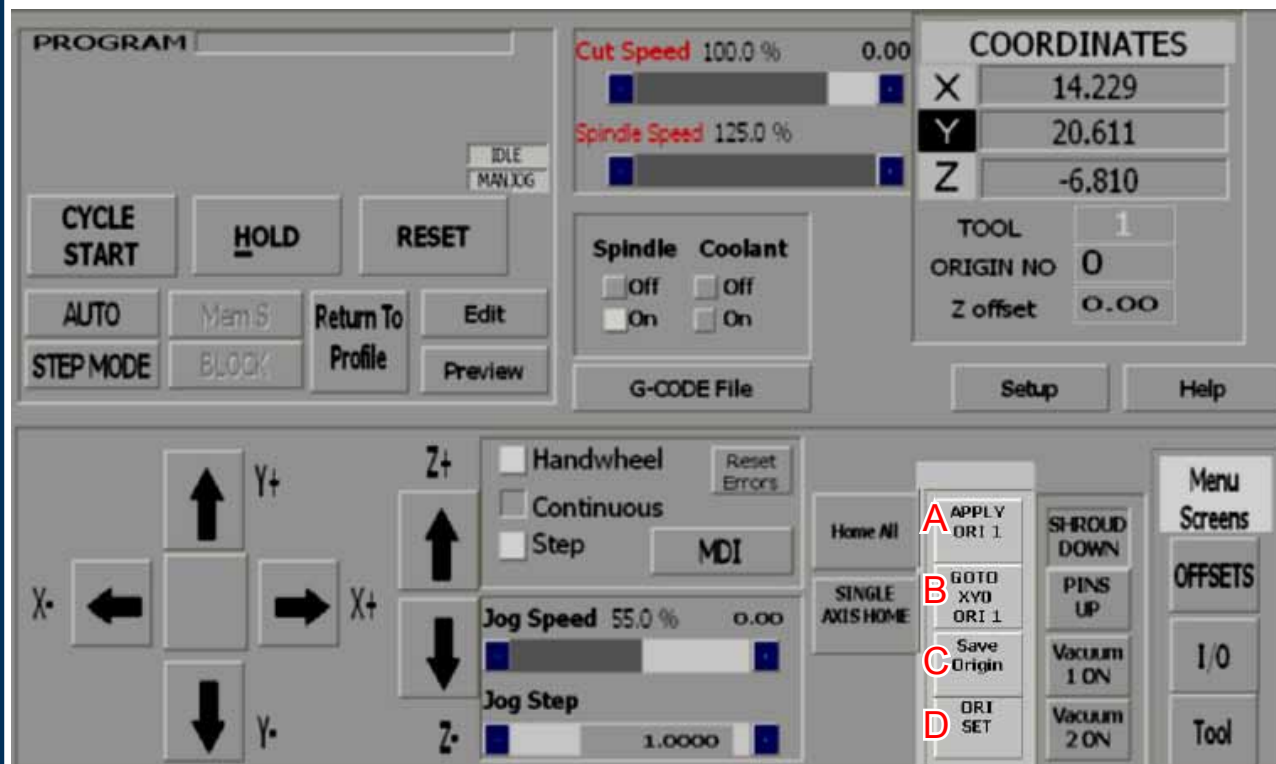 PROGRAM
IDLE
MANJOG
CYCLE
START
HOLD
RESET
AUTO
Mem S
Return To
Profile
Edit
STEP MODE
BLOCK
Preview
Cut Speed 100.0 % 0.00
Spindle Speed 125.0 %
Spindle Coolant
Off Off
On On
G-CODE File
COORDINATES
X 14.229
Y 20.611
Z -6.810
TOOL 1
ORIGIN NO 0
Z offset 0.00
Setup
Help
Y+
X-
X+
Y-
Z+
Z-
Handwheel
Continuous
Step
Reset
Errors
MDI
Jog Speed 55.0 % 0.00
Jog Step
1.0000
Home All
SINGLE
AXIS HOME
A
APPLY
ORI 1
B
GOTO
XY0
ORI 1
C
Save
Origin
D
ORI
SET
SHROUD
DOWN
PINS
UP
Vacuum
1 ON
Vacuum
2 ON
Menu
Screens
OFFSETS
I/O
Tool